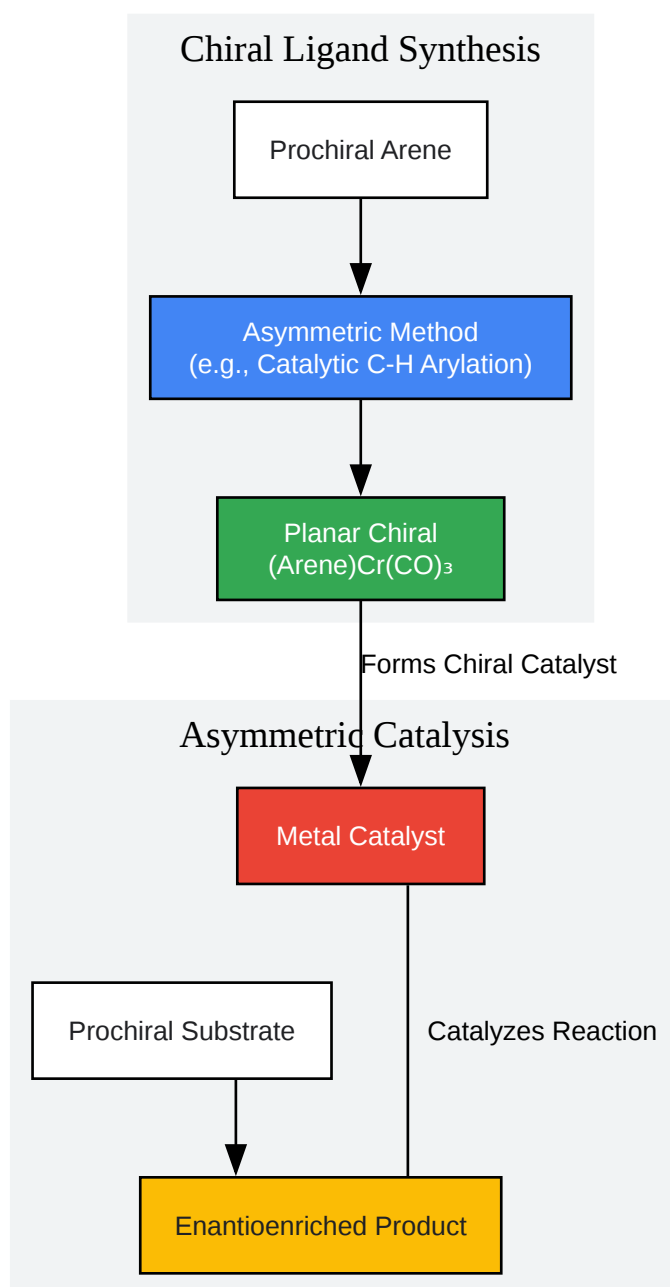 Chiral Ligand Synthesis
Prochiral Arene
Asymmetric Method
(e.g., Catalytic C-H Arylation)
Planar Chiral
(Arene)Cr(CO)₃
Forms Chiral Catalyst
Asymmetric Catalysis
Metal Catalyst
Prochiral Substrate
Catalyzes Reaction
Enantioenriched Product